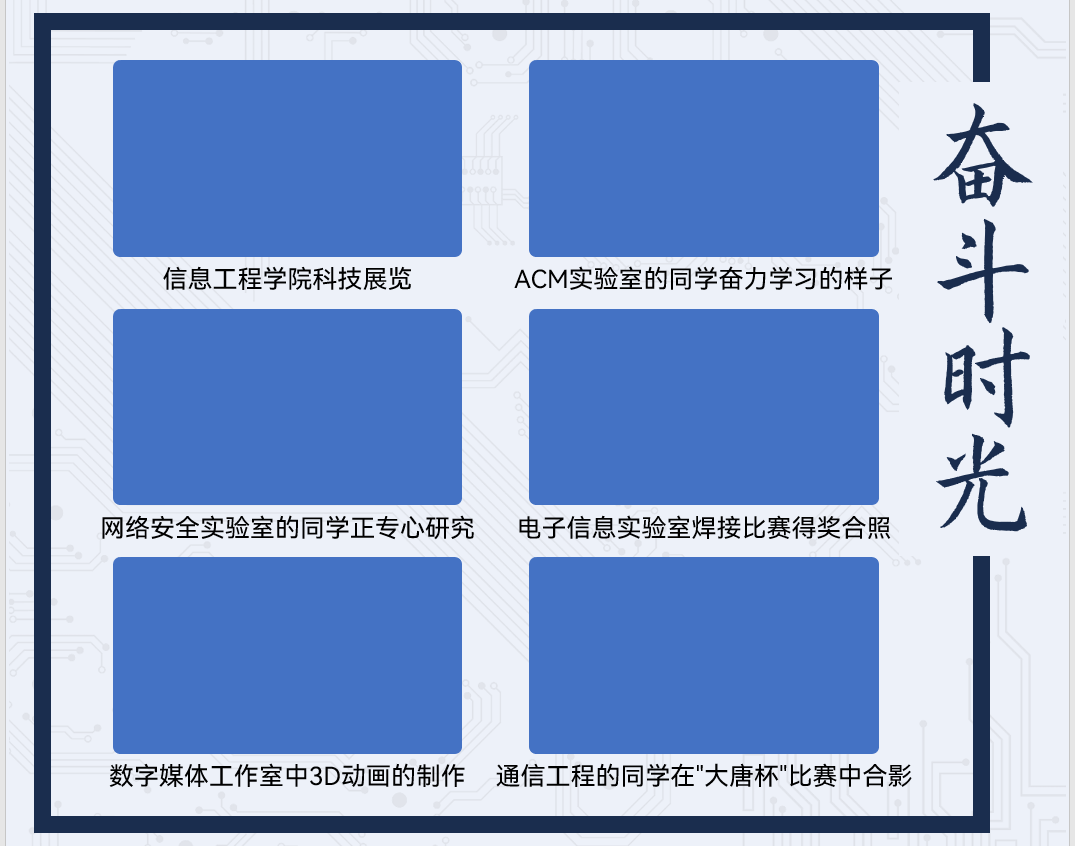 信息工程学院科技展览
ACM实验室的同学奋力学习的样子
网络安全实验室的同学正专心研究
电子信息实验室焊接比赛得奖合照
数字媒体工作室中3D动画的制作
通信工程的同学在"大唐杯"比赛中合影
奋斗时光